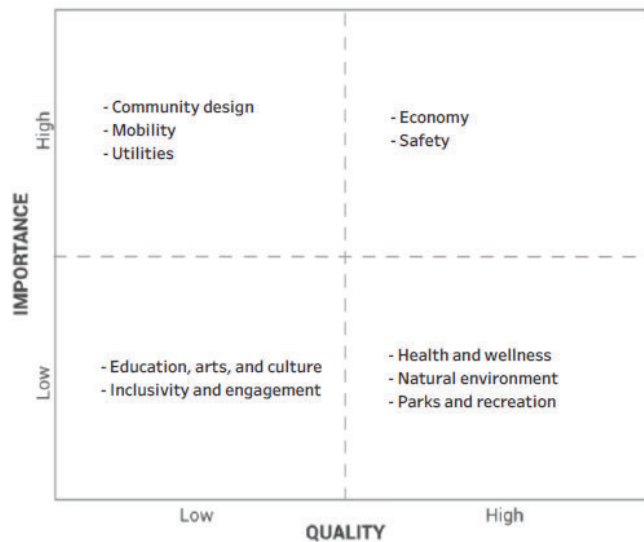 High
- Community design
- Mobility
- Utilities
- Economy
- Safety
IMPORTANCE
Low
- Education, arts, and culture
- Inclusivity and engagement
- Health and wellness
- Natural environment
- Parks and recreation
Low
High
QUALITY